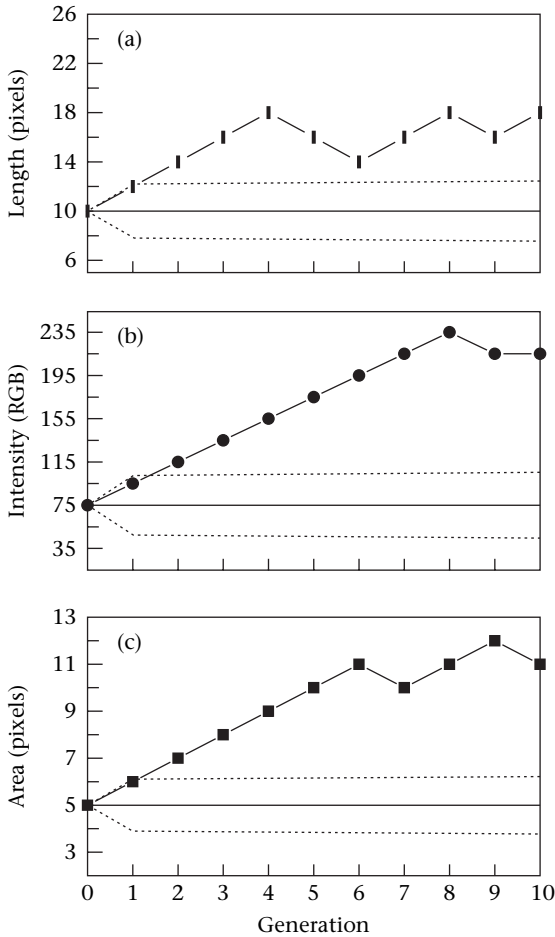 (a)
Length (pixels)
26
22
18
14
10
6
(b)
Intensity (RGB)
235
195
155
115
75
35
(c)
Area (pixels)
13
11
9
7
5
3
0 1 2 3 4 5 6 7 8 9 10
Generation